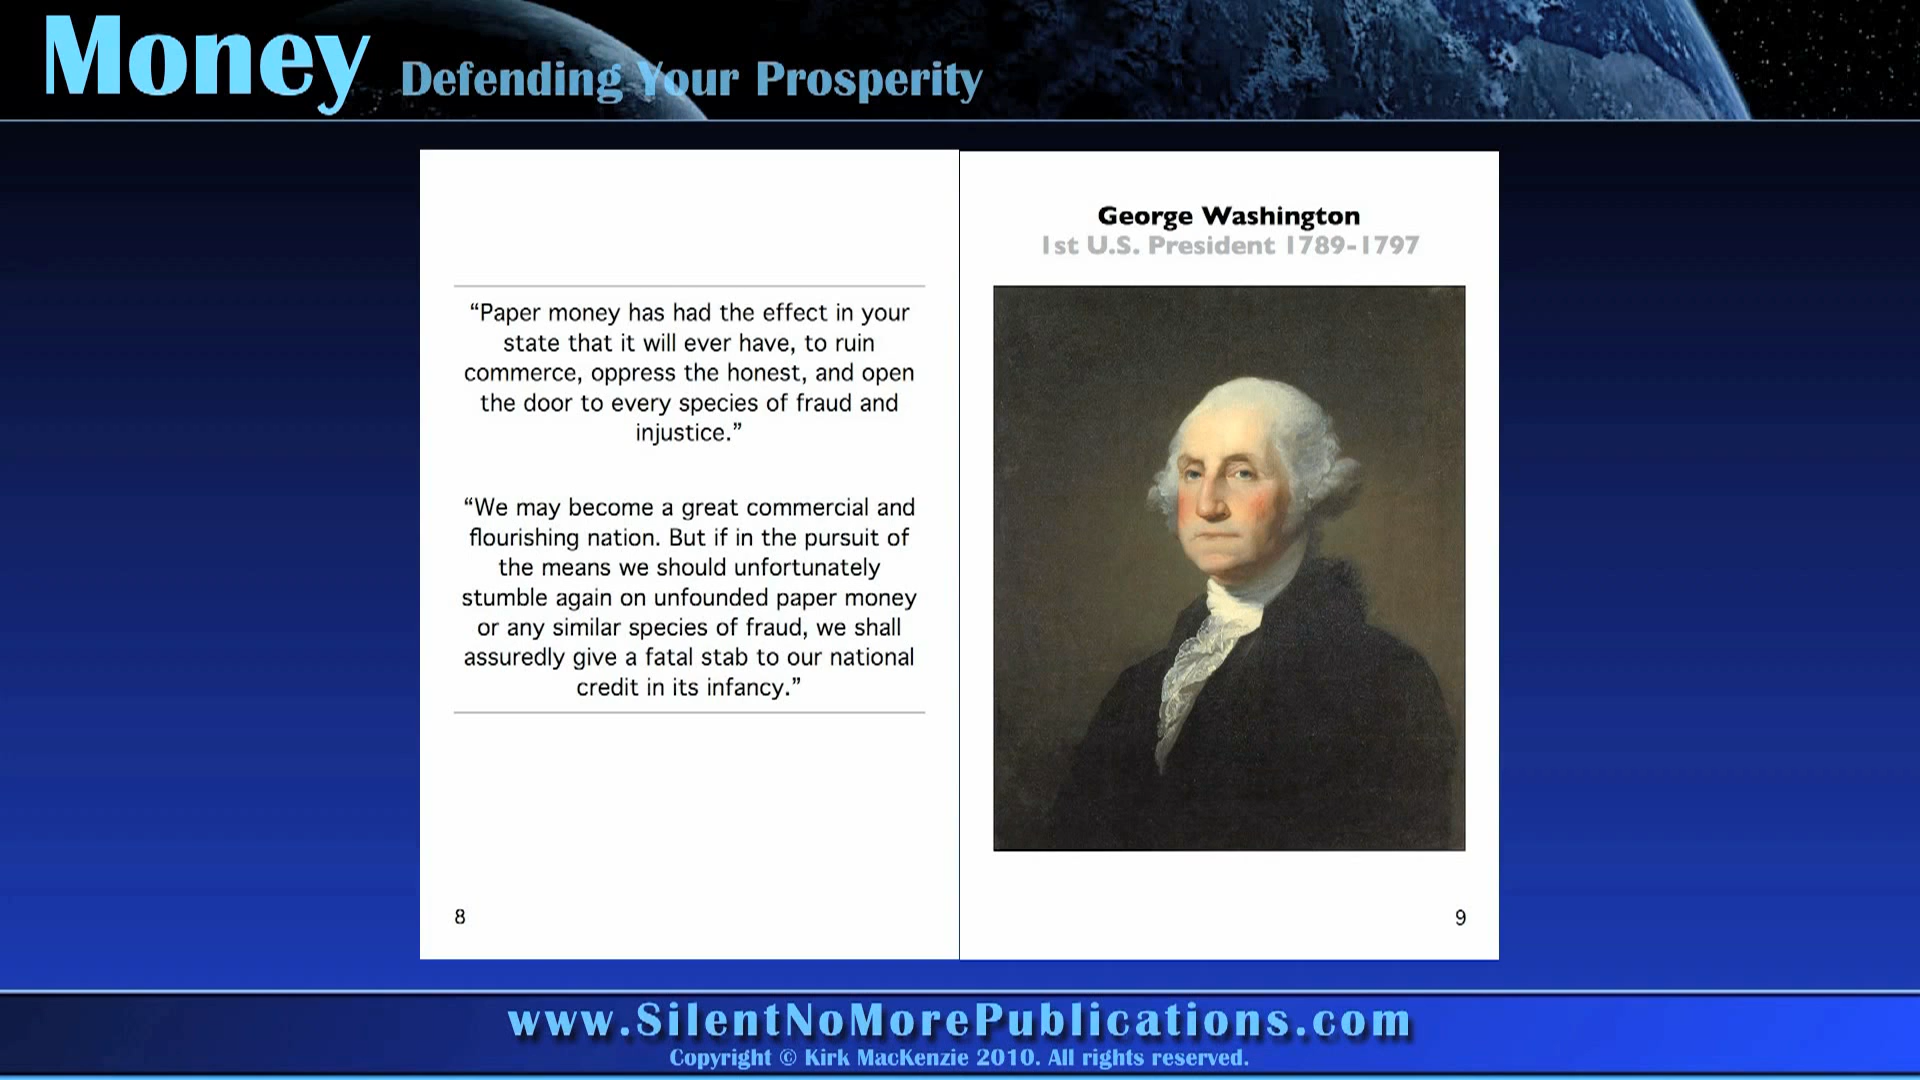 Money Defending Your Prosperity
“Paper money has had the effect in your
state that it will ever have, to ruin
commerce, oppress the honest, and open
the door to every species of fraud and
injustice.”
“We may become a great commercial and
flourishing nation. But if in the pursuit of
the means we should unfortunately
stumble again on unfounded paper money
or any similar species of fraud, we shall
assuredly give a fatal stab to our national
credit in its infancy.”
8
George Washington
1st U.S. President 1789-1797
9
www.SilentNoMorePublications.com
Copyright © Kirk MacKenzie 2010. All rights reserved.